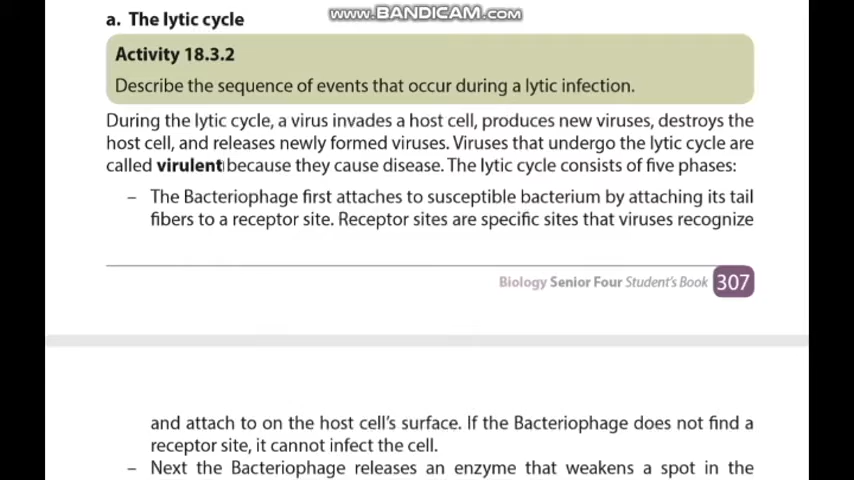 www.BANDICAM.com
a. The lytic cycle
Activity 18.3.2
Describe the sequence of events that occur during a lytic infection.
During the lytic cycle, a virus invades a host cell, produces new viruses, destroys the
host cell, and releases newly formed viruses. Viruses that undergo the lytic cycle are
called virulent because they cause disease. The lytic cycle consists of five phases:
– The Bacteriophage first attaches to susceptible bacterium by attaching its tail
fibers to a receptor site. Receptor sites are specific sites that viruses recognize
Biology Senior Four Student's Book 307
and attach to on the host cell's surface. If the Bacteriophage does not find a
receptor site, it cannot infect the cell.
– Next the Bacteriophage releases an enzyme that weakens a spot in the